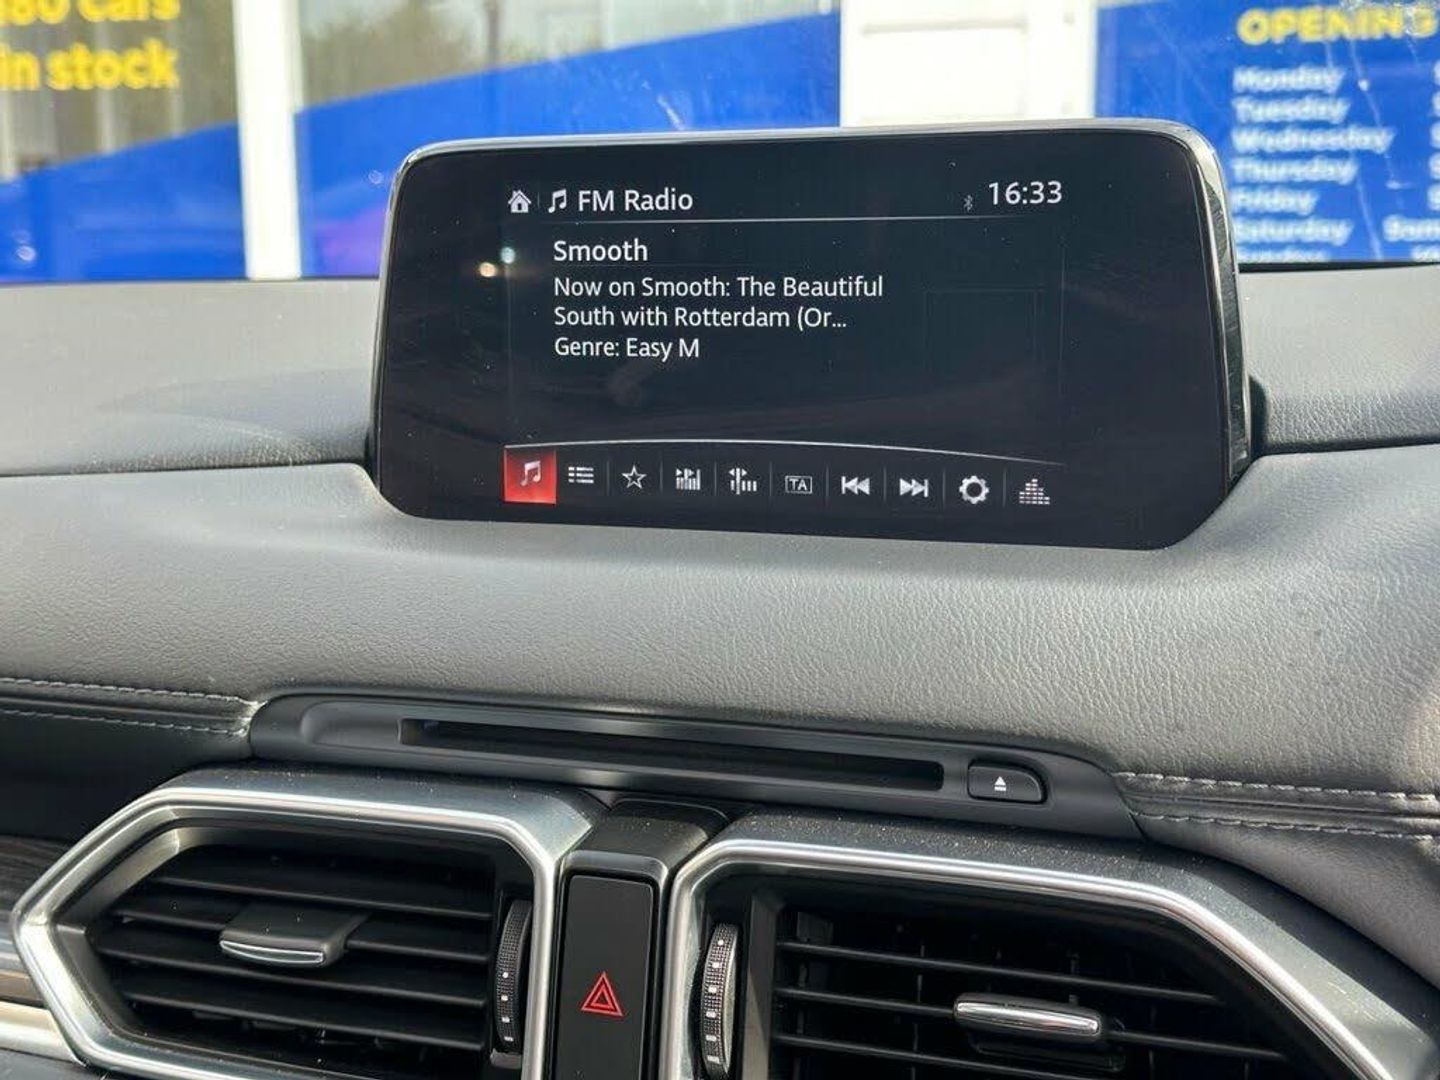 80 cars
in stock
OPENING
Monday
Tuesday
Wednesday
Thursday
Friday
Saturday
FM Radio
16:33
Smooth
Now on Smooth: The Beautiful
South with Rotterdam (Or...
Genre: Easy M
TA